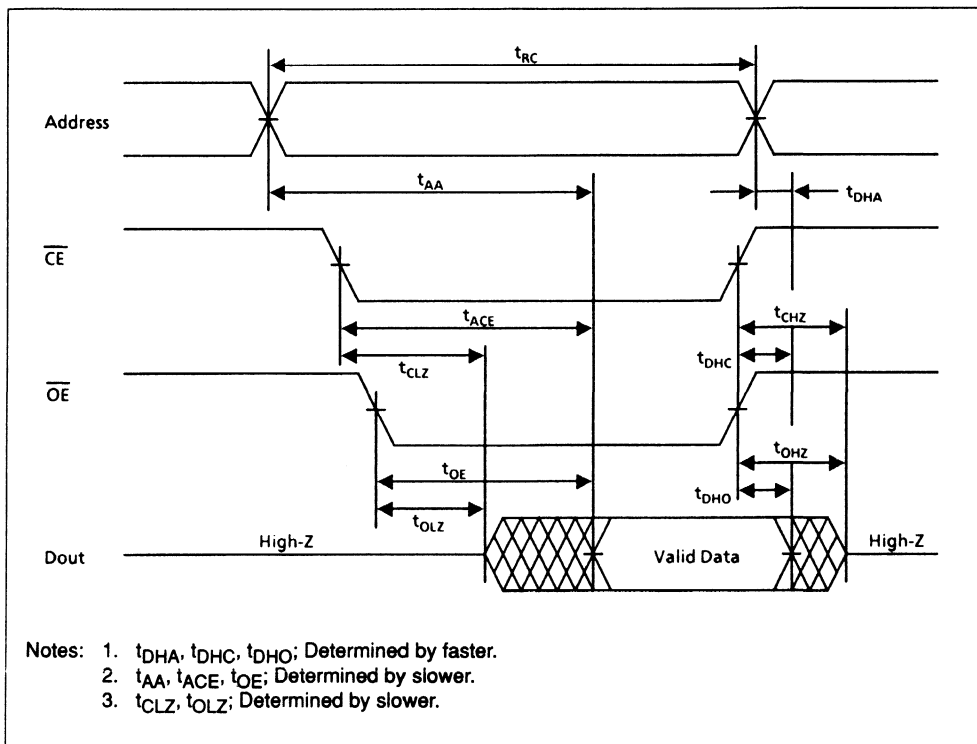 tRC
Address
tAA
tDHA
CE
tACE
tCHZ
tCLZ
tDHC
OE
tOE
tOHZ
tOLZ
tDHO
Dout
High-Z
Valid Data
High-Z
Notes: 1. tDHA, tDHC, tDHO; Determined by faster.
2. tAA, tACE, tOE; Determined by slower.
3. tCLZ, tOLZ; Determined by slower.